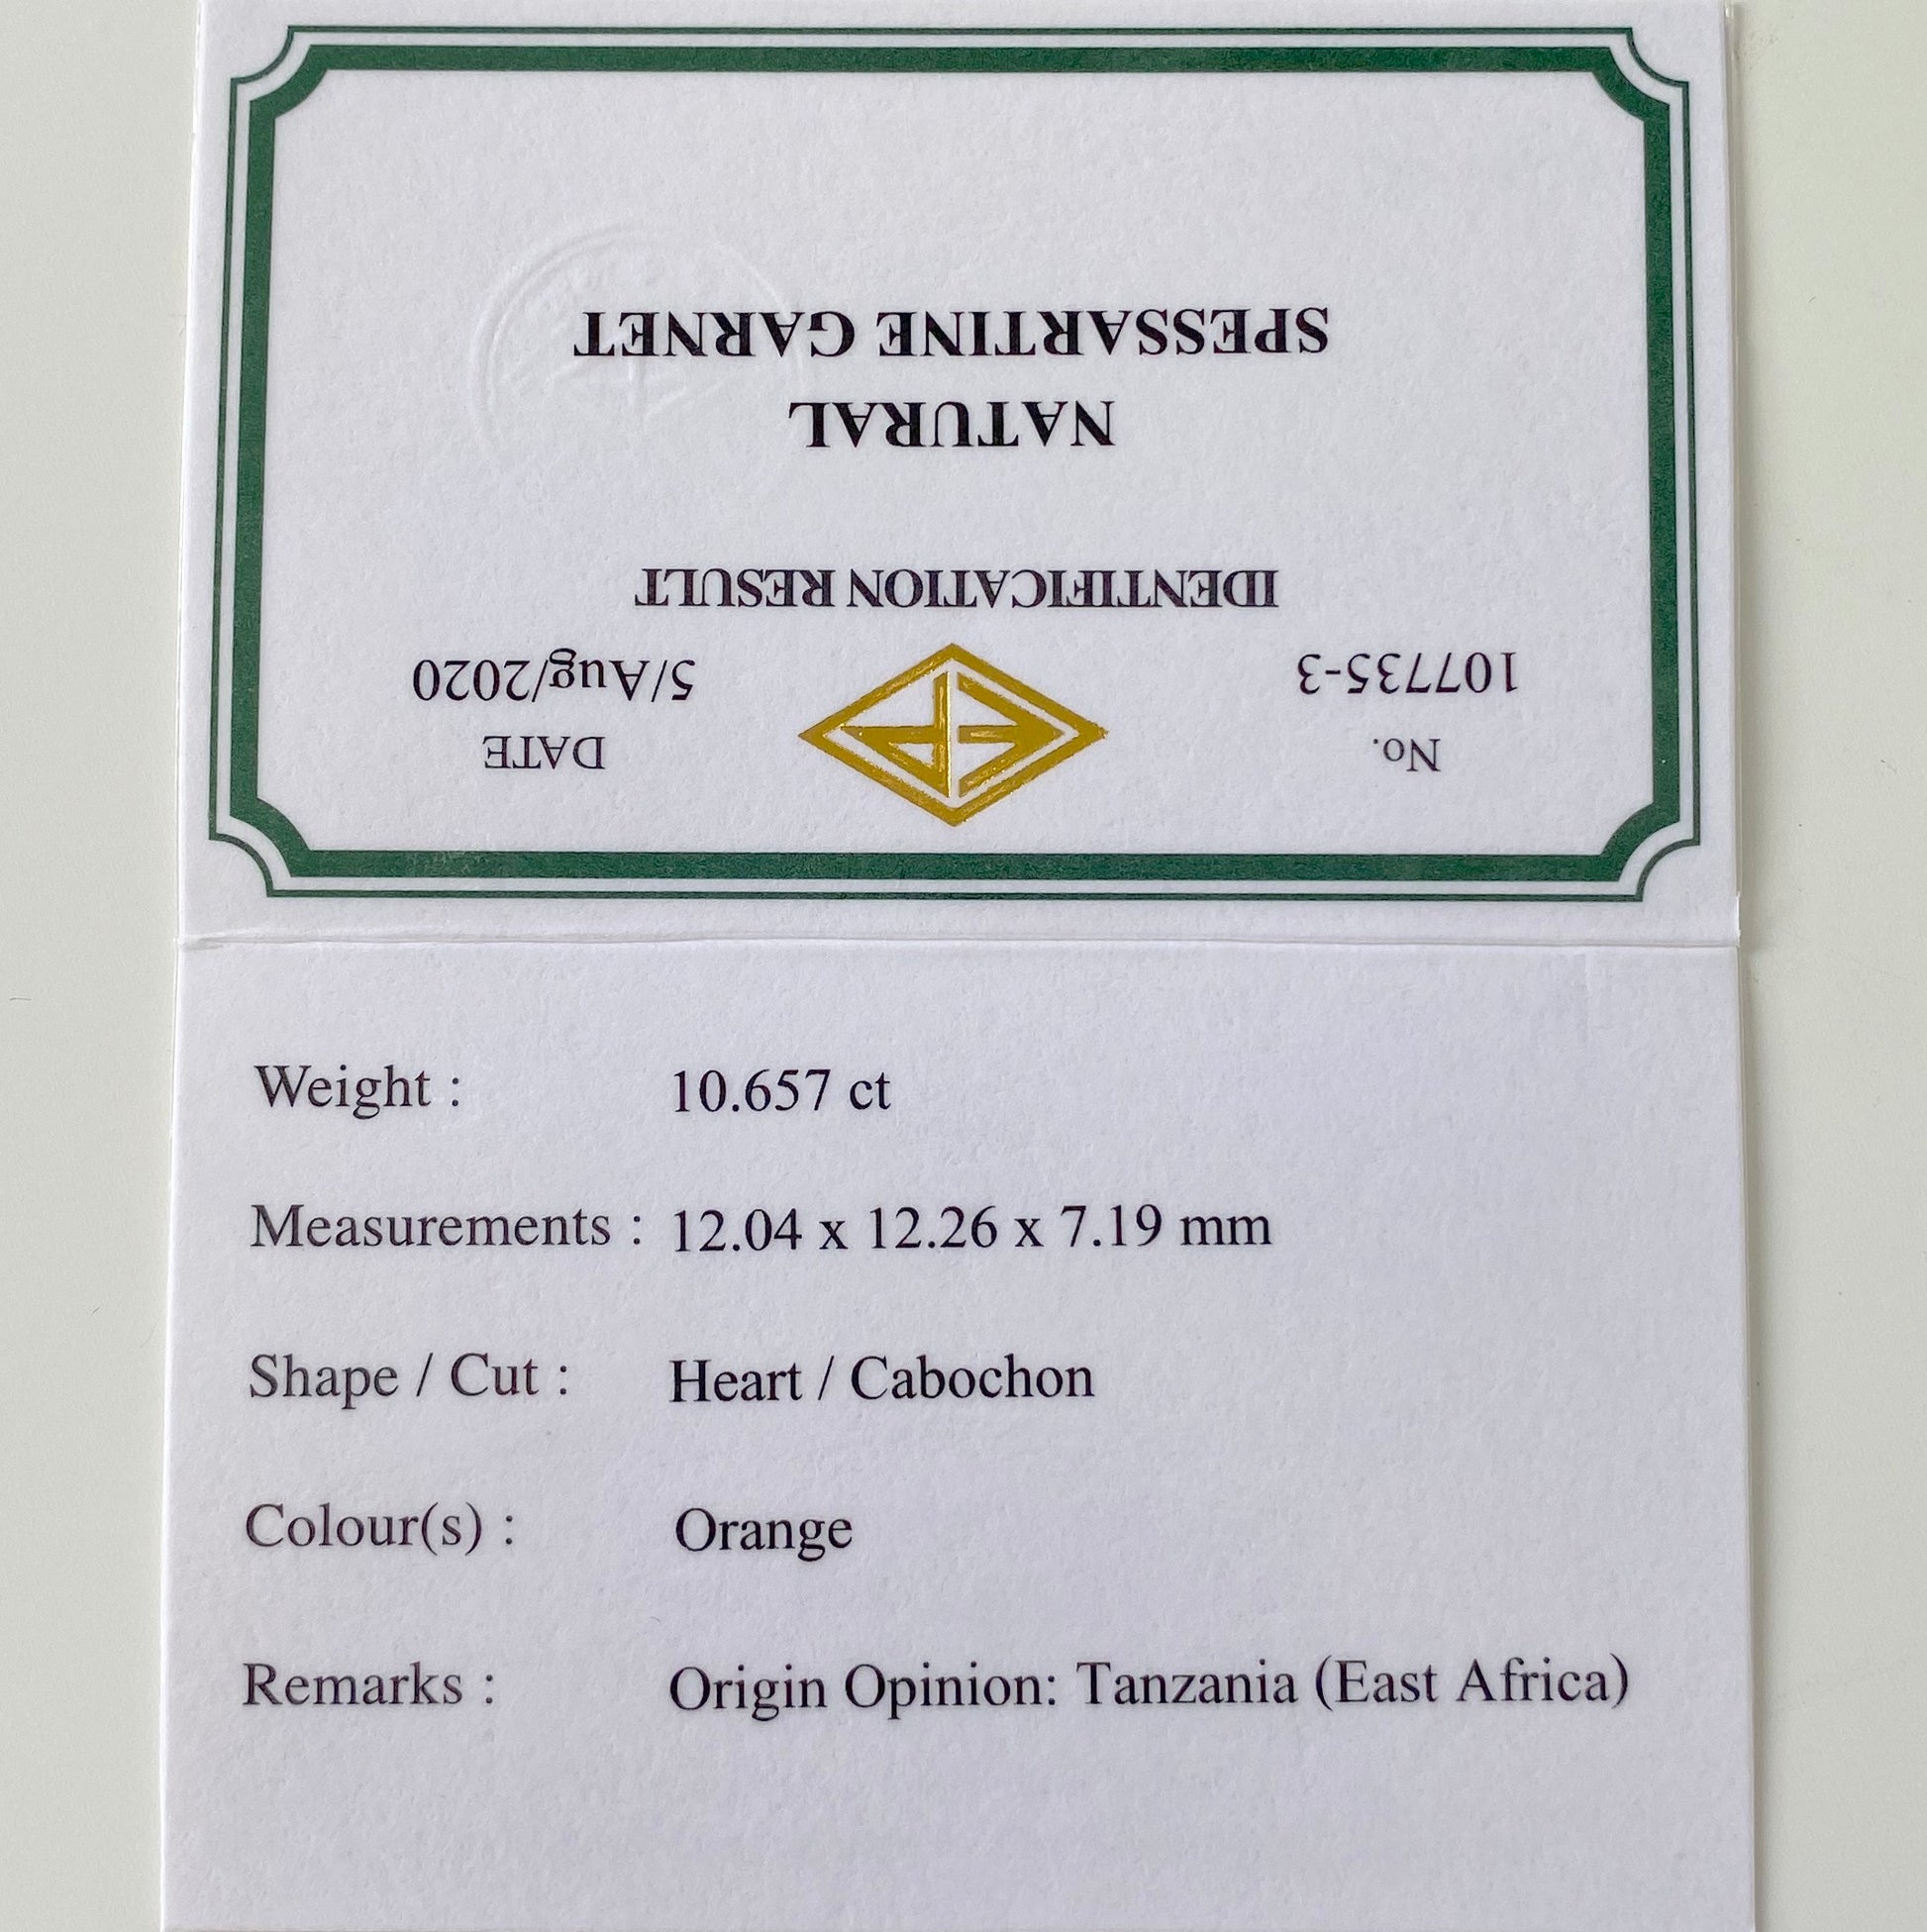 No.
107735-3
DATE
5/Aug/2020
IDENTIFICATION RESULT
NATURAL
SPESSARTINE GARNET
Weight : 10.657 ct
Measurements : 12.04 x 12.26 x 7.19 mm
Shape / Cut : Heart / Cabochon
Colour(s) : Orange
Remarks : Origin Opinion: Tanzania (East Africa)